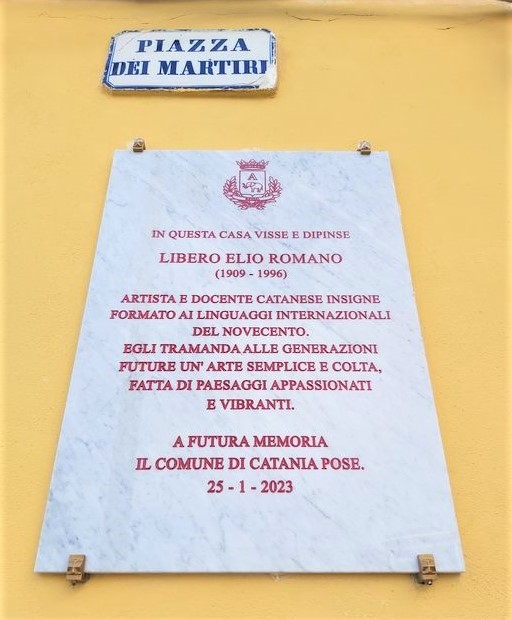 PIAZZA
DEI MARTIRI
A
IN QUESTA CASA VISSE E DIPINSE
LIBERO ELIO ROMANO
(1909 - 1996)
ARTISTA E DOCENTE CATANESE INSIGNE
FORMATO AI LINGUAGGI INTERNAZIONALI
DEL NOVECENTO.
EGLI TRAMANDA ALLE GENERAZIONI
FUTURE UN' ARTE SEMPLICE E COLTA,
FATTA DI PAESAGGI APPASSIONATI
E VIBRANTI.
A FUTURA MEMORIA
IL COMUNE DI CATANIA POSE.
25 - 1 - 2023